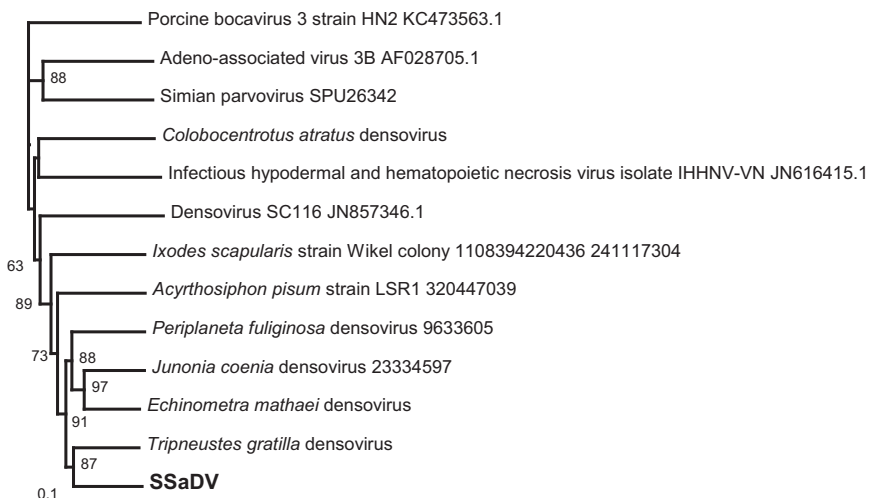 Porcine bocavirus 3 strain HN2 KC473563.1
Adeno-associated virus 3B AF028705.1
88
Simian parvovirus SPU26342
Colobocentrotus atratus densovirus
Infectious hypodermal and hematopoietic necrosis virus isolate IHHNV-VN JN616415.1
Densovirus SC116 JN857346.1
Ixodes scapularis strain Wikel colony 1108394220436 241117304
63
Acyrthosiphon pisum strain LSR1 320447039
89
Periplaneta fuliginosa densovirus 9633605
73
88
Junonia coenia densovirus 23334597
97
Echinometra mathaei densovirus
91
Tripneustes gratilla densovirus
87
SSaDV
0.1